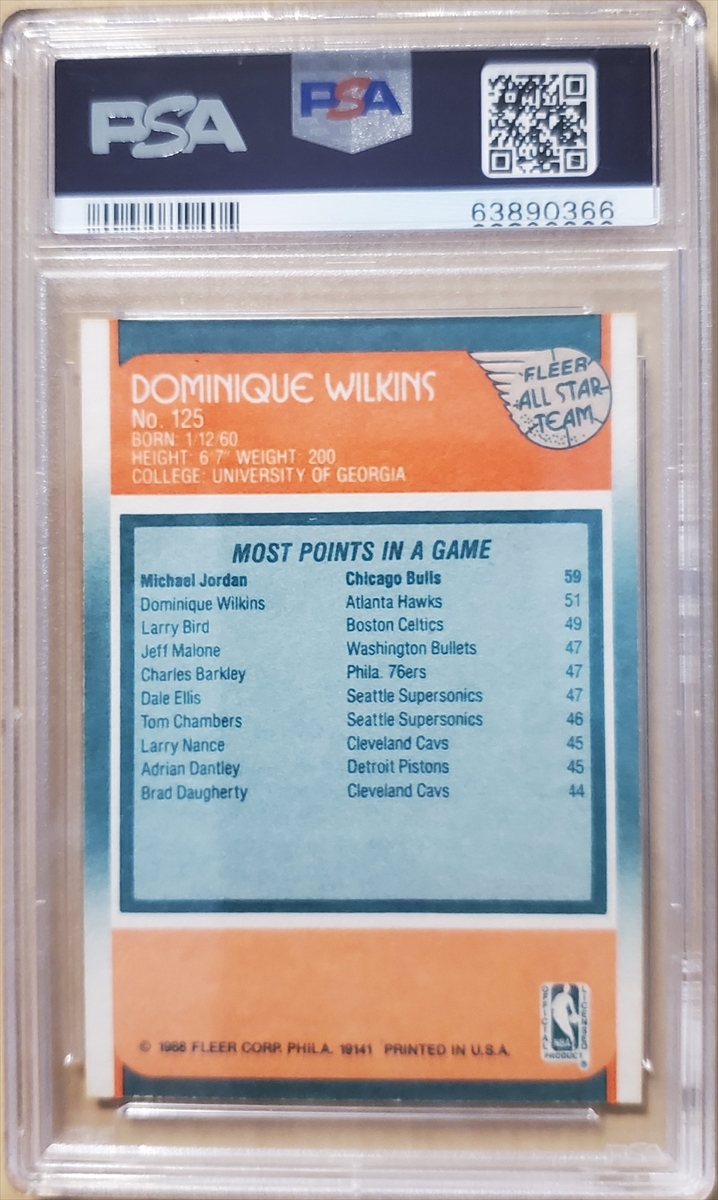 PSA
PSA
63890366
DOMINIQUE WILKINS
No. 125
BORN: 1 12 60
HEIGHT: 6'7" WEIGHT: 200
COLLEGE: UNIVERSITY OF GEORGIA
FLEER
ALL STAR
TEAM
MOST POINTS IN A GAME
Michael Jordan Chicago Bulls 59
Dominique Wilkins Atlanta Hawks 51
Larry Bird Boston Celtics 49
Jeff Malone Washington Bullets 47
Charles Barkley Phila. 76ers 47
Dale Ellis Seattle Supersonics 47
Tom Chambers Seattle Supersonics 46
Larry Nance Cleveland Cavs 45
Adrian Dantley Detroit Pistons 45
Brad Daugherty Cleveland Cavs 44
OFFICIAL
LICENSED
NBA
PRODUCT
© 1988 FLEER CORP. PHILA. 19141 PRINTED IN U.S.A.